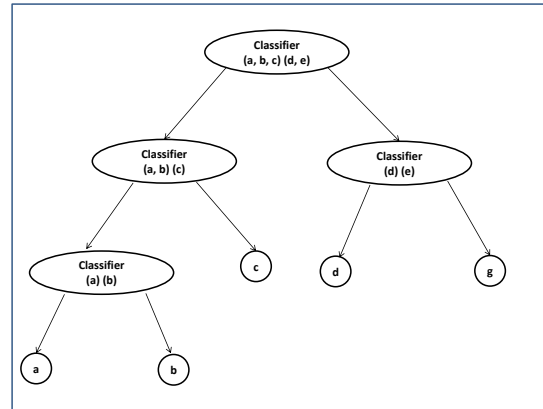 Classifier
(a, b, c) (d, e)
Classifier
(a, b) (c)
Classifier
(d) (e)
Classifier
(a) (b)
c
d
g
a
b